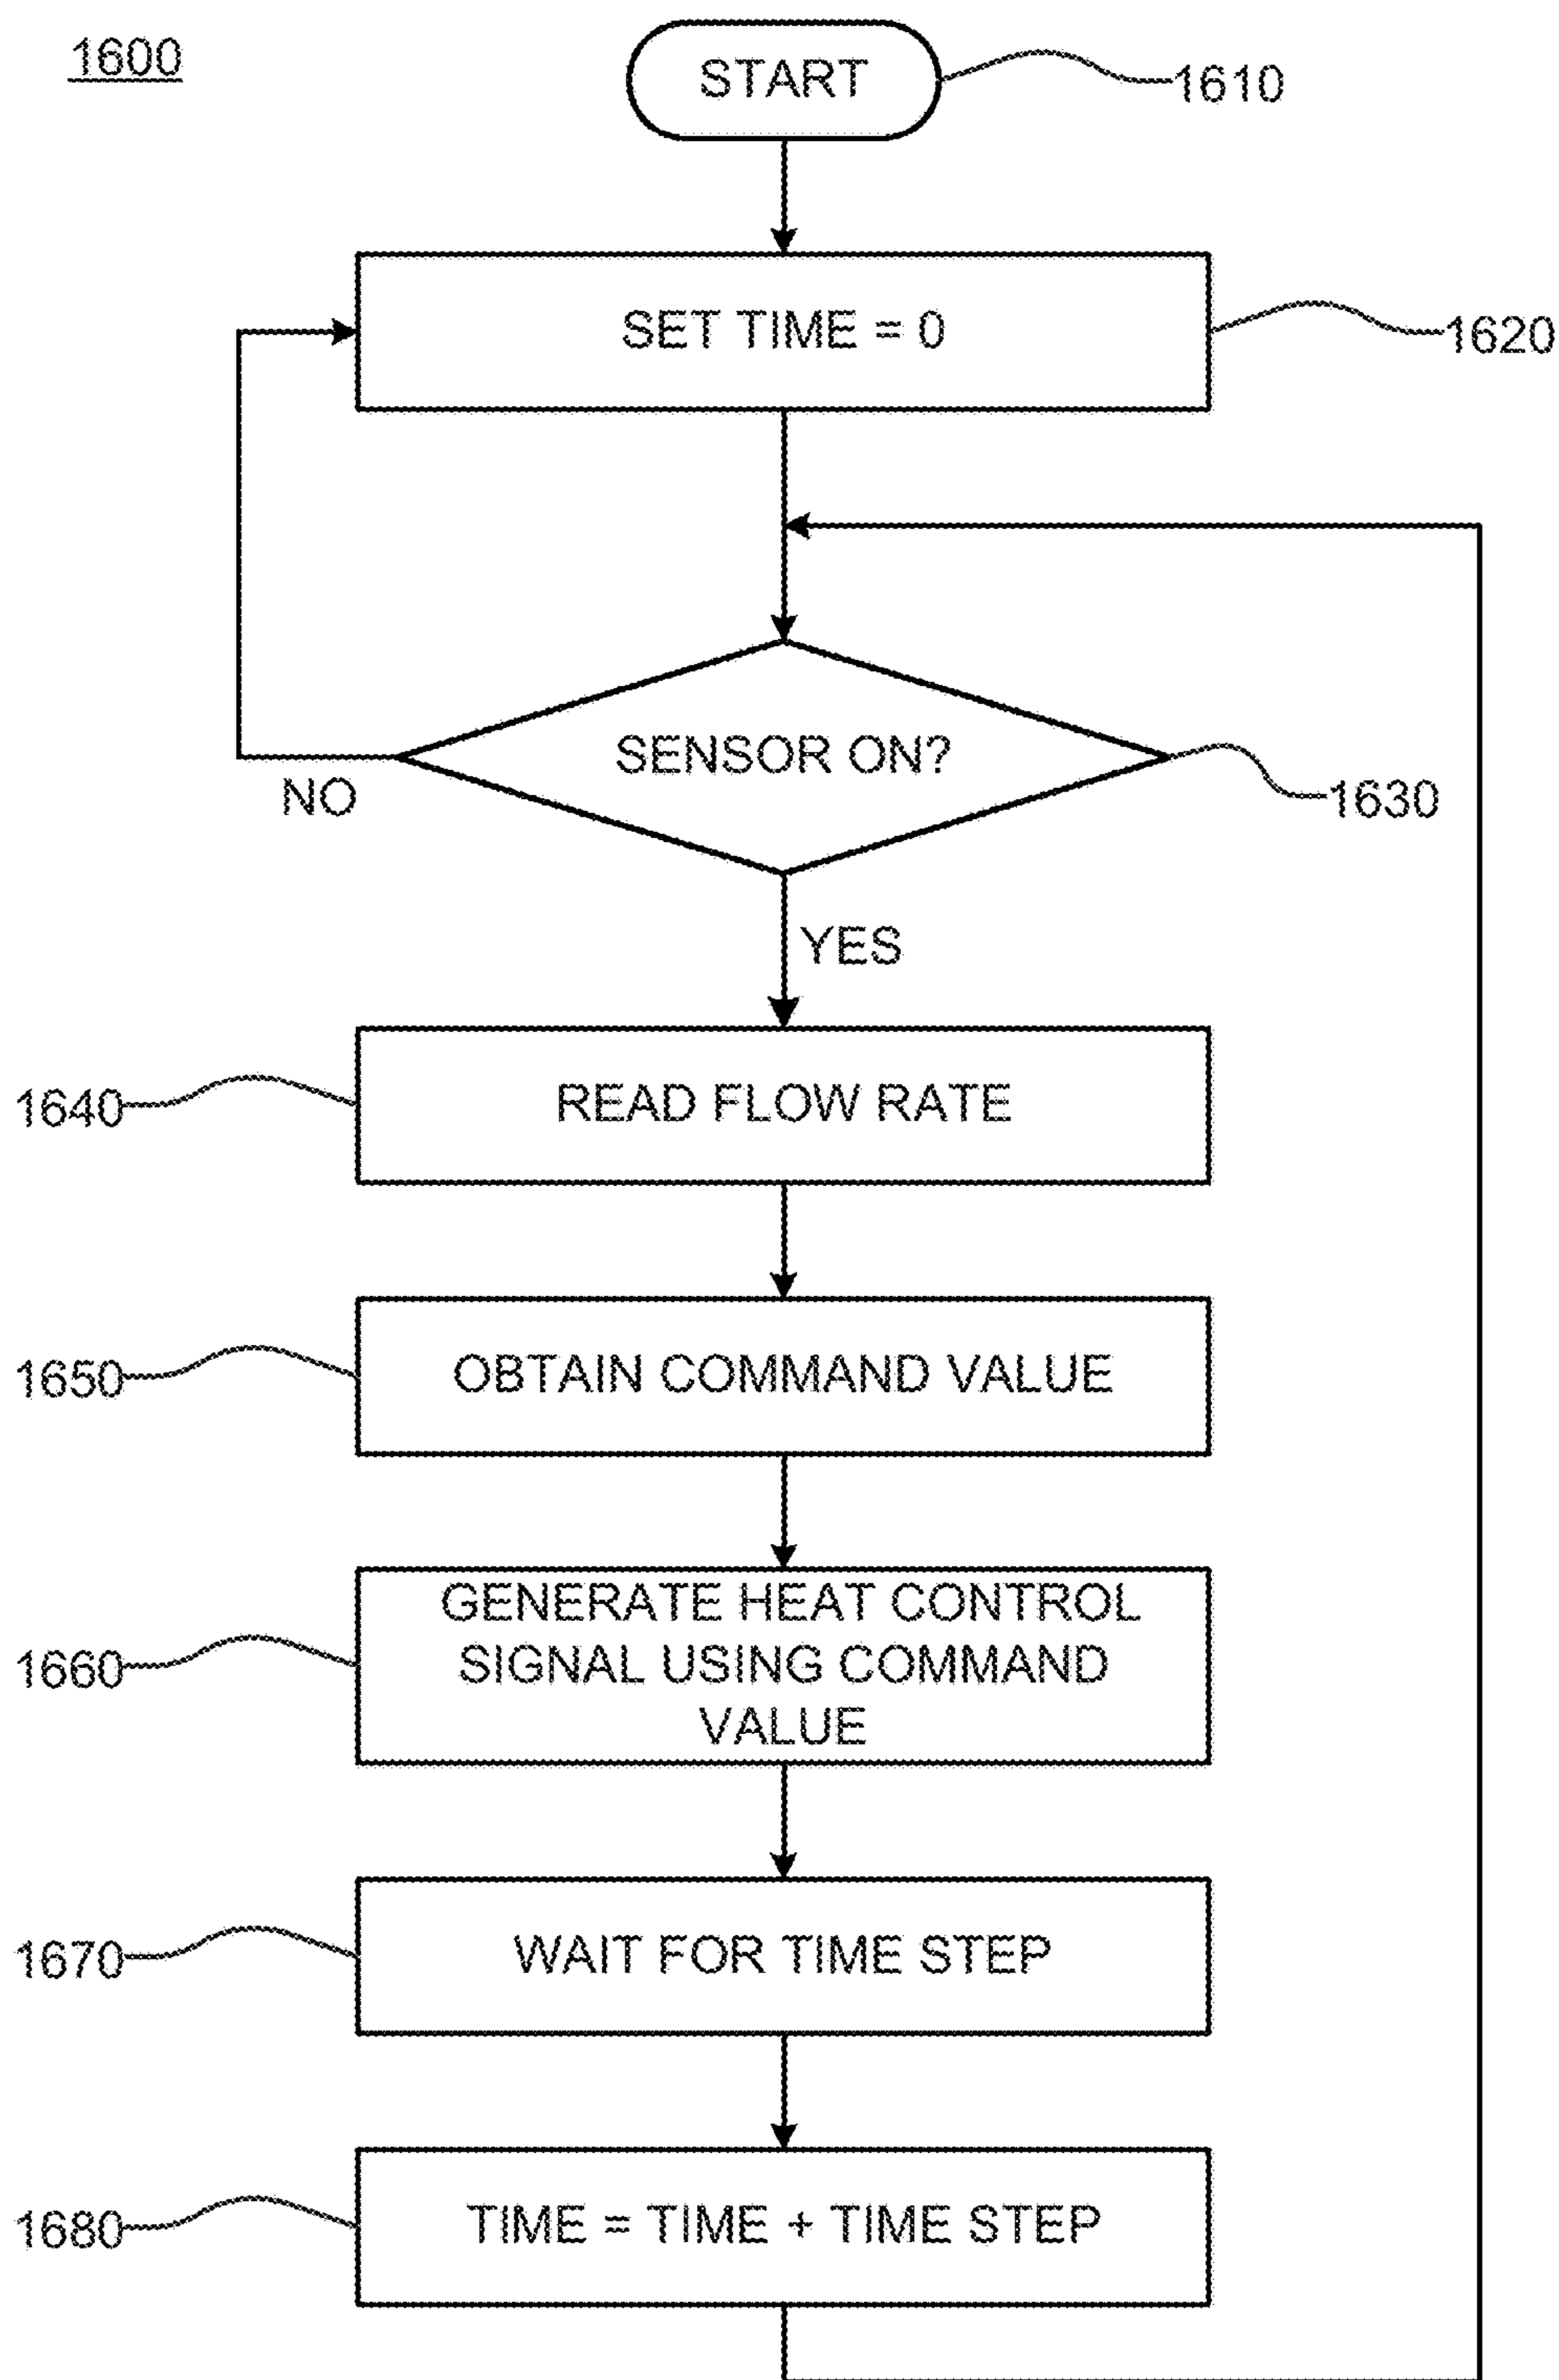 1600
START
1610
SET TIME = 0
1620
SENSOR ON?
1630
NO
YES
READ FLOW RATE
1640
OBTAIN COMMAND VALUE
1650
GENERATE HEAT CONTROL
SIGNAL USING COMMAND
VALUE
1660
WAIT FOR TIME STEP
1670
TIME = TIME + TIME STEP
1680